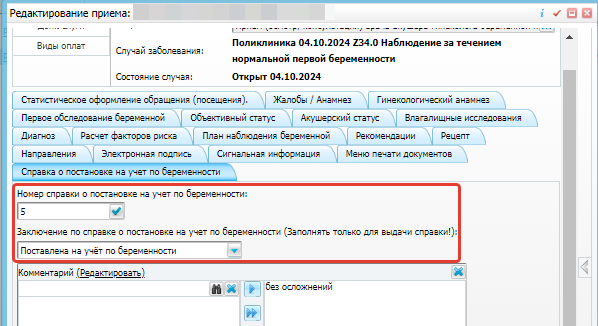 Редактирование приема:
Виды оплат
Случай заболевания:
Поликлиника 04.10.2024 Z34.0 Наблюдение за течением
нормальной первой беременности
Состояние случая:
Открыт 04.10.2024
Статистическое оформление обращения (посещения).
Жалобы / Анамнез
Гинекологический анамнез
Первое обследование беременной
Объективный статус
Акушерский статус
Влагалищные исследования
Диагноз
Расчет факторов риска
План наблюдения беременной
Рекомендации
Рецепт
Направления
Электронная подпись
Сигнальная информация
Меню печати документов
Справка о постановке на учет по беременности
Номер справки о постановке на учет по беременности:
5
Заключение по справке о постановке на учет по беременности (Заполнять только для выдачи справки!):
Поставлена на учёт по беременности
Комментарий (Редактировать)
без осложнений